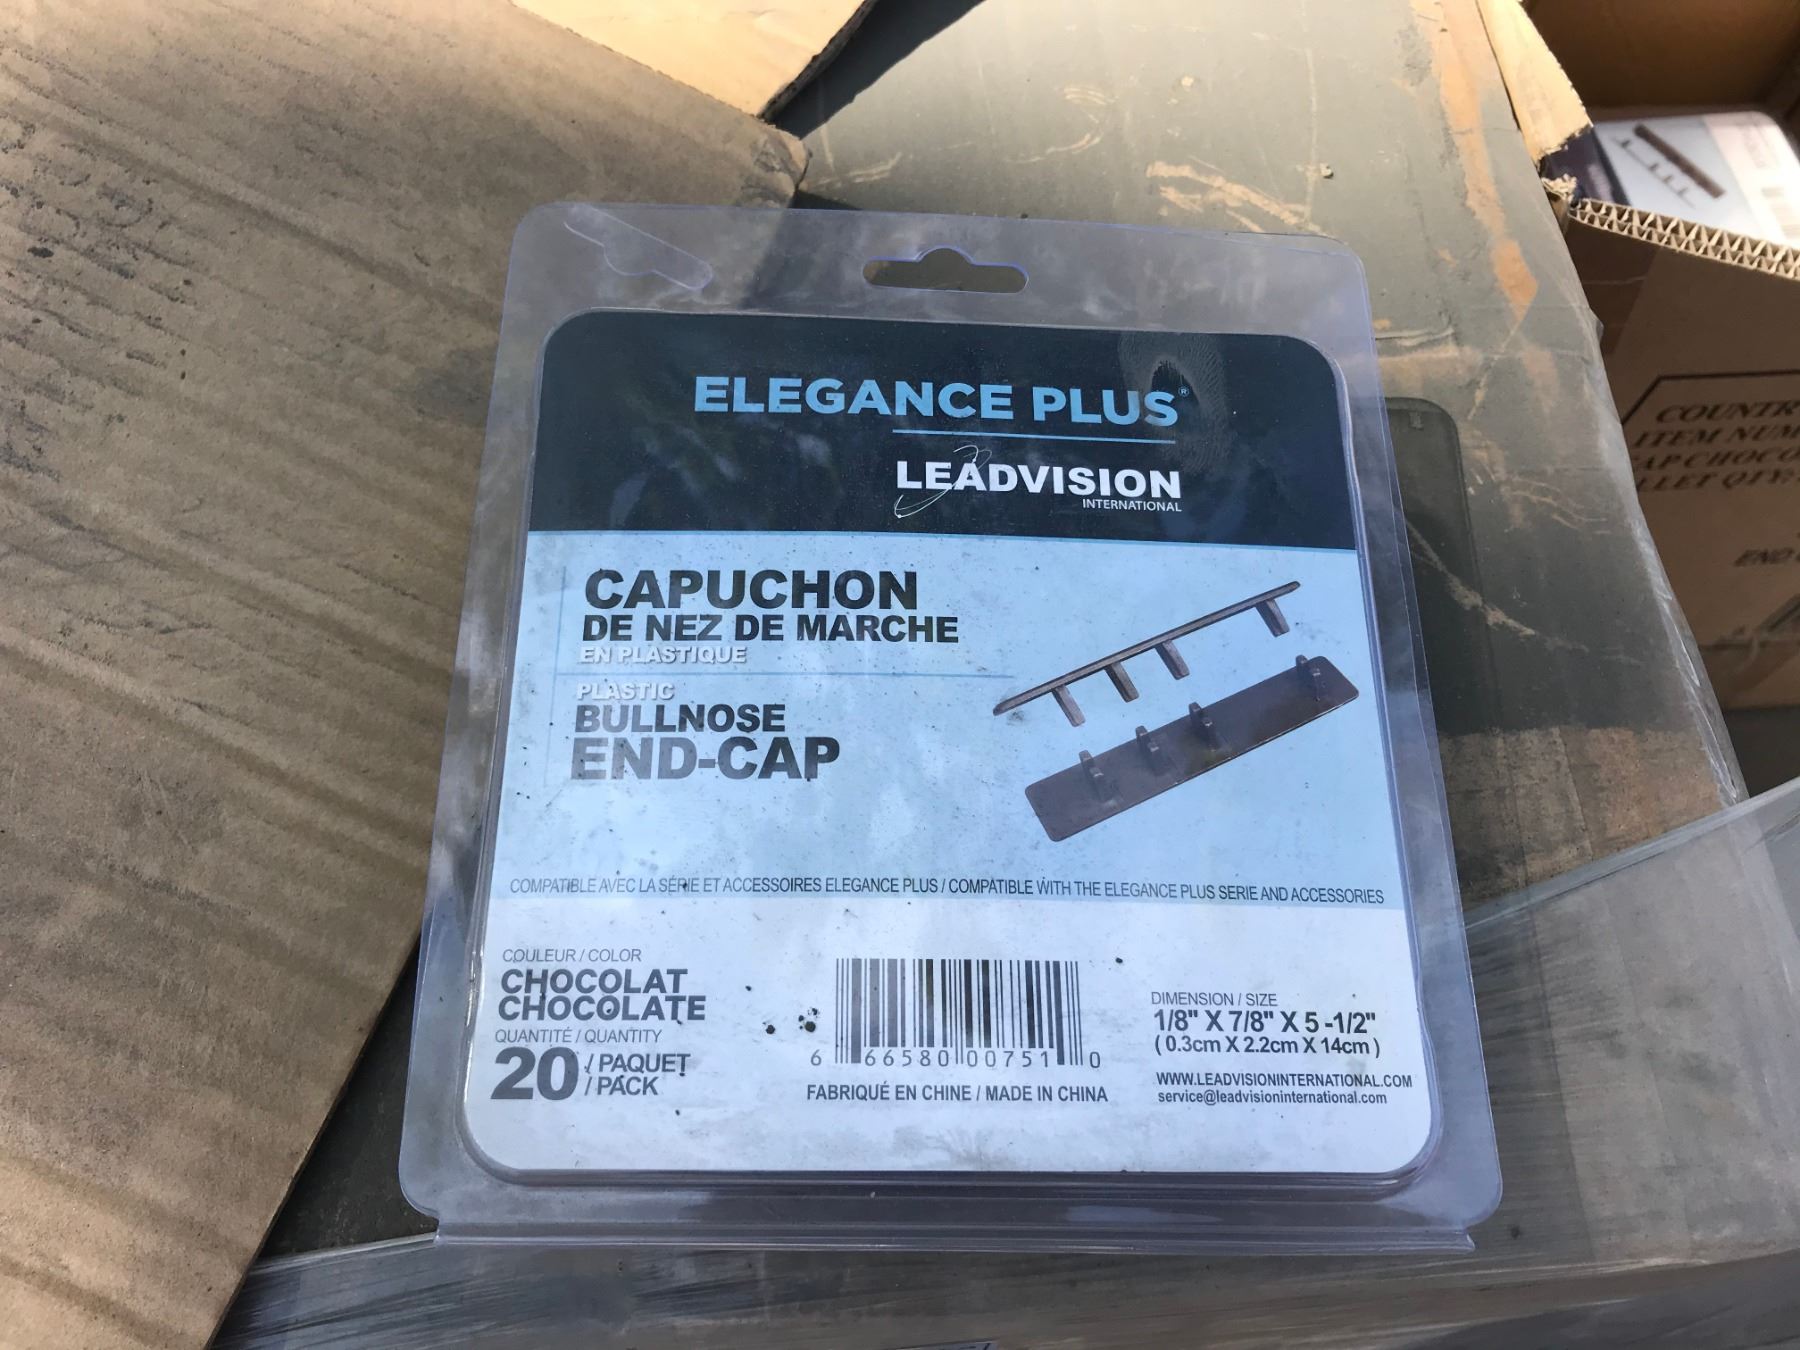 ELEGANCE PLUS®
LEADVISION
INTERNATIONAL
CAPUCHON
DE NEZ DE MARCHE
EN PLASTIQUE
PLASTIC
BULLNOSE
END-CAP
COMPATIBLE AVEC LA SÉRIE ET ACCESSOIRES ELEGANCE PLUS / COMPATIBLE WITH THE ELEGANCE PLUS SERIE AND ACCESSORIES
COULEUR / COLOR
CHOCOLAT
CHOCOLATE
QUANTITÉ / QUANTITY
20 / PAQUET
/ PACK
6 66580 00751 0
FABRIQUÉ EN CHINE / MADE IN CHINA
DIMENSION / SIZE
1/8" X 7/8" X 5 -1/2"
( 0.3cm X 2.2cm X 14cm )
WWW.LEADVISIONINTERNATIONAL.COM
service@leadvisioninternational.com
ITEM